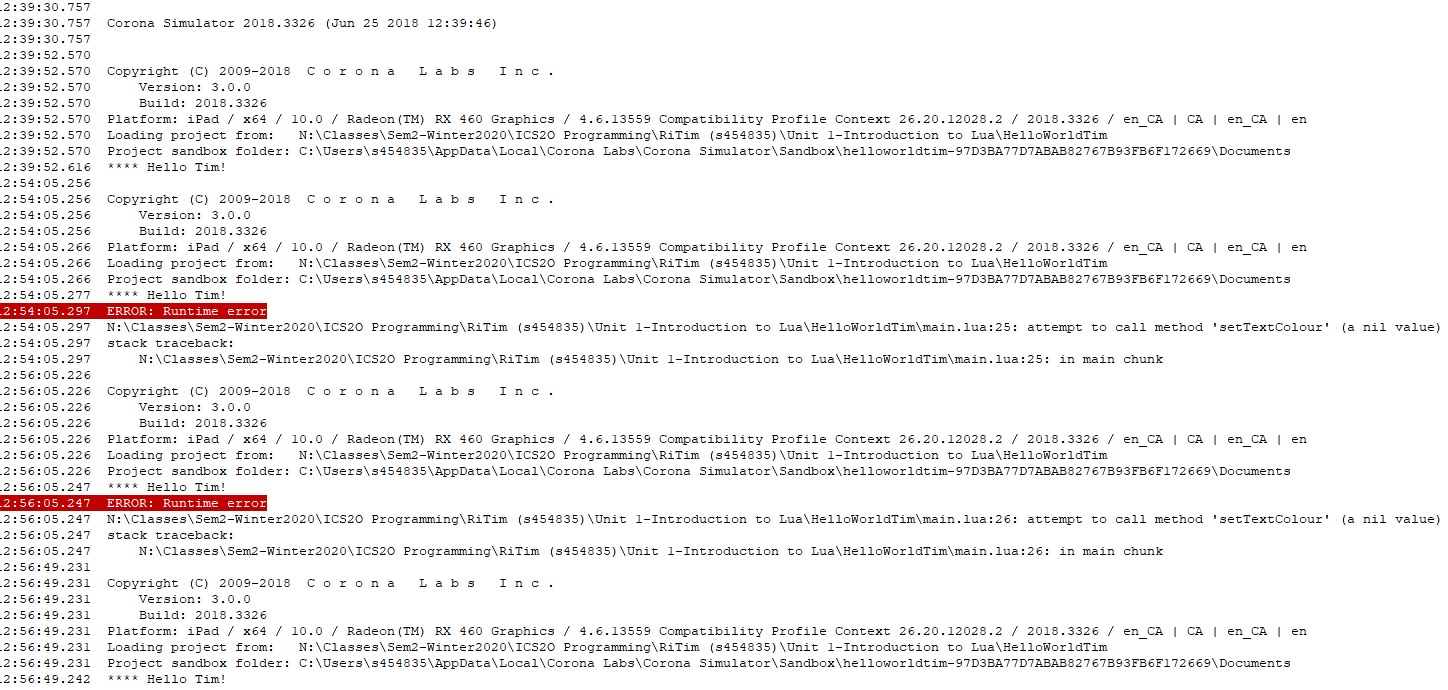 2:39:30.757
2:39:30.757 Corona Simulator 2018.3326 (Jun 25 2018 12:39:46)
2:39:30.757
2:39:52.570
2:39:52.570 Copyright (C) 2009-2018 C o r o n a L a b s I n c .
2:39:52.570 Version: 3.0.0
2:39:52.570 Build: 2018.3326
2:39:52.570 Platform: iPad / x64 / 10.0 / Radeon(TM) RX 460 Graphics / 4.6.13559 Compatibility Profile Context 26.20.12028.2 / 2018.3326 / en_CA | CA | en_CA | en
2:39:52.570 Loading project from: N:\Classes\Sem2-Winter2020\ICS2O Programming\RiTim (s454835)\Unit 1-Introduction to Lua\HelloWorldTim
2:39:52.570 Project sandbox folder: C:\Users\s454835\AppData\Local\Corona Labs\Corona Simulator\Sandbox\helloworldtim-97D3BA77D7ABAB82767B93FB6F172669\Documents
2:39:52.616 **** Hello Tim!
2:54:05.256
2:54:05.256 Copyright (C) 2009-2018 C o r o n a L a b s I n c .
2:54:05.256 Version: 3.0.0
2:54:05.256 Build: 2018.3326
2:54:05.266 Platform: iPad / x64 / 10.0 / Radeon(TM) RX 460 Graphics / 4.6.13559 Compatibility Profile Context 26.20.12028.2 / 2018.3326 / en_CA | CA | en_CA | en
2:54:05.266 Loading project from: N:\Classes\Sem2-Winter2020\ICS2O Programming\RiTim (s454835)\Unit 1-Introduction to Lua\HelloWorldTim
2:54:05.266 Project sandbox folder: C:\Users\s454835\AppData\Local\Corona Labs\Corona Simulator\Sandbox\helloworldtim-97D3BA77D7ABAB82767B93FB6F172669\Documents
2:54:05.277 **** Hello Tim!
2:54:05.297 ERROR: Runtime error
2:54:05.297 N:\Classes\Sem2-Winter2020\ICS2O Programming\RiTim (s454835)\Unit 1-Introduction to Lua\HelloWorldTim\main.lua:25: attempt to call method 'setTextColour' (a nil value)
2:54:05.297 stack traceback:
2:54:05.297 N:\Classes\Sem2-Winter2020\ICS2O Programming\RiTim (s454835)\Unit 1-Introduction to Lua\HelloWorldTim\main.lua:25: in main chunk
2:56:05.226
2:56:05.226 Copyright (C) 2009-2018 C o r o n a L a b s I n c .
2:56:05.226 Version: 3.0.0
2:56:05.226 Build: 2018.3326
2:56:05.226 Platform: iPad / x64 / 10.0 / Radeon(TM) RX 460 Graphics / 4.6.13559 Compatibility Profile Context 26.20.12028.2 / 2018.3326 / en_CA | CA | en_CA | en
2:56:05.226 Loading project from: N:\Classes\Sem2-Winter2020\ICS2O Programming\RiTim (s454835)\Unit 1-Introduction to Lua\HelloWorldTim
2:56:05.226 Project sandbox folder: C:\Users\s454835\AppData\Local\Corona Labs\Corona Simulator\Sandbox\helloworldtim-97D3BA77D7ABAB82767B93FB6F172669\Documents
2:56:05.247 **** Hello Tim!
2:56:05.247 ERROR: Runtime error
2:56:05.247 N:\Classes\Sem2-Winter2020\ICS2O Programming\RiTim (s454835)\Unit 1-Introduction to Lua\HelloWorldTim\main.lua:26: attempt to call method 'setTextColour' (a nil value)
2:56:05.247 stack traceback:
2:56:05.247 N:\Classes\Sem2-Winter2020\ICS2O Programming\RiTim (s454835)\Unit 1-Introduction to Lua\HelloWorldTim\main.lua:26: in main chunk
2:56:49.231
2:56:49.231 Copyright (C) 2009-2018 C o r o n a L a b s I n c .
2:56:49.231 Version: 3.0.0
2:56:49.231 Build: 2018.3326
2:56:49.231 Platform: iPad / x64 / 10.0 / Radeon(TM) RX 460 Graphics / 4.6.13559 Compatibility Profile Context 26.20.12028.2 / 2018.3326 / en_CA | CA | en_CA | en
2:56:49.231 Loading project from: N:\Classes\Sem2-Winter2020\ICS2O Programming\RiTim (s454835)\Unit 1-Introduction to Lua\HelloWorldTim
2:56:49.231 Project sandbox folder: C:\Users\s454835\AppData\Local\Corona Labs\Corona Simulator\Sandbox\helloworldtim-97D3BA77D7ABAB82767B93FB6F172669\Documents
2:56:49.242 **** Hello Tim!